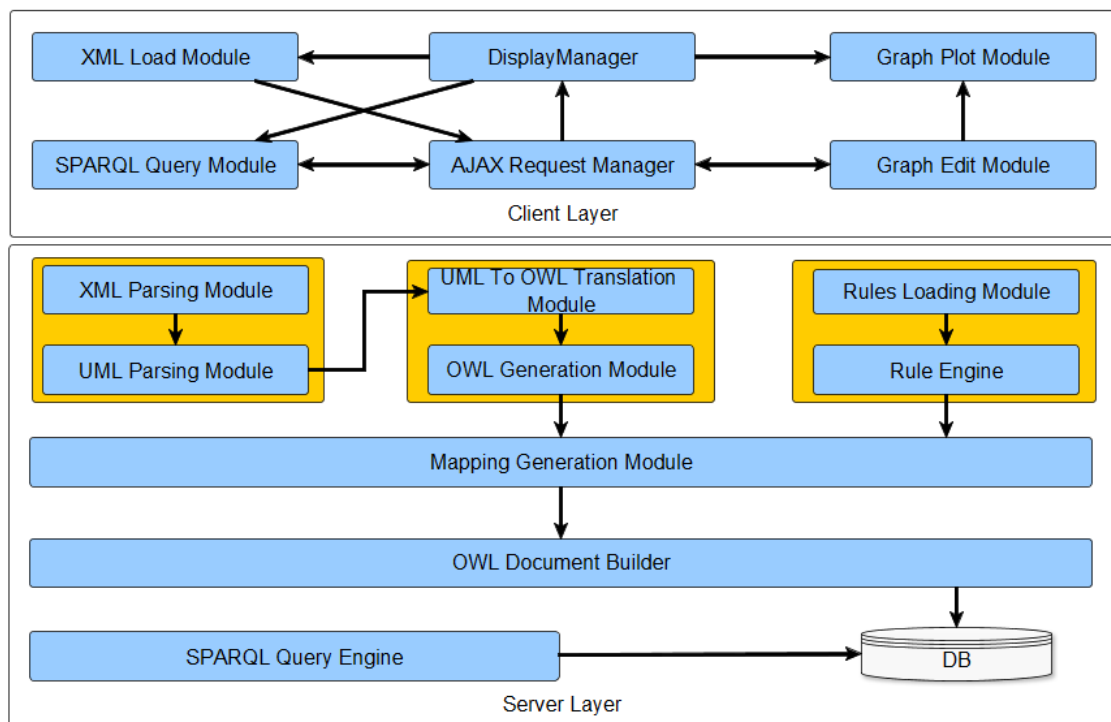 XML Load Module
DisplayManager
Graph Plot Module
SPARQL Query Module
AJAX Request Manager
Graph Edit Module
Client Layer
XML Parsing Module
UML To OWL Translation
Module
Rules Loading Module
UML Parsing Module
OWL Generation Module
Rule Engine
Mapping Generation Module
OWL Document Builder
SPARQL Query Engine
DB
Server Layer